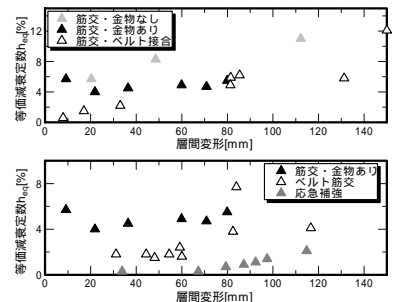 筋交・金物なし
筋交・金物あり
筋交・ベルト接合
等価減衰定数heq[%]
12
8
4
0
0 20 40 60 80 100 120 140
層間変形[mm]
筋交・金物あり
ベルト筋交
応急補強
等価減衰定数heq[%]
8
4
0
0 20 40 60 80 100 120 140
層間変形[mm]